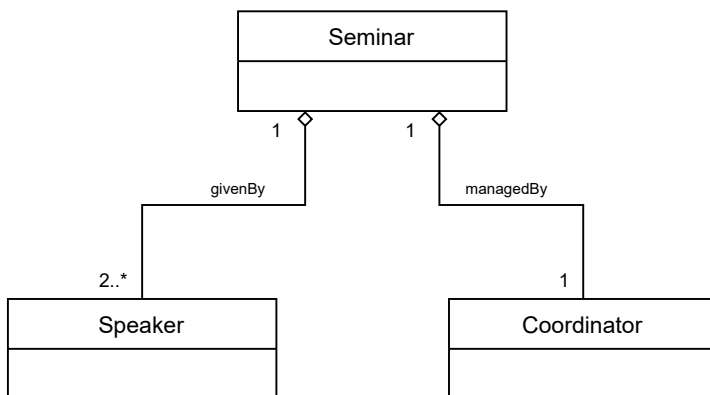 Seminar
1
1
givenBy
managedBy
2..*
1
Speaker
Coordinator